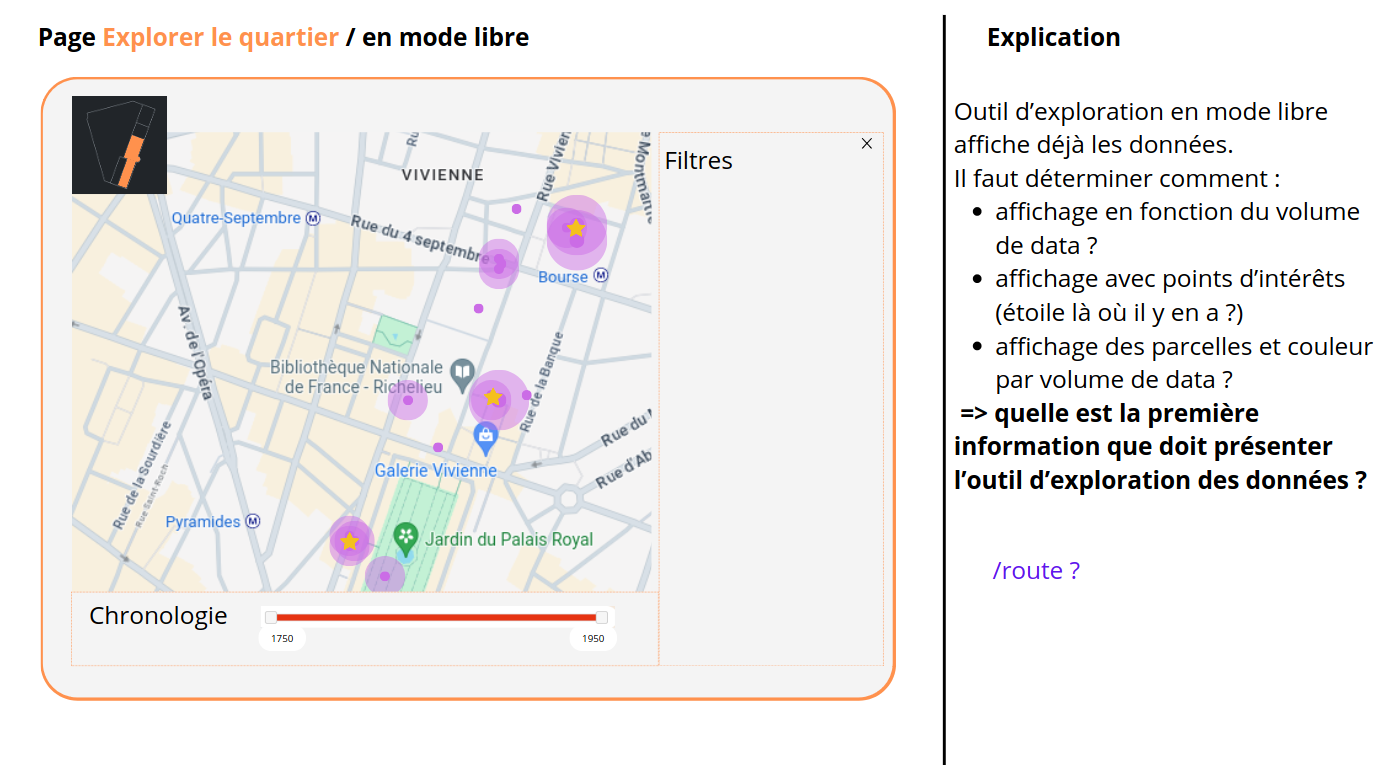 Page Explorer le quartier / en mode libre
Explication
Outil d’exploration en mode libre
affiche déjà les données.
Il faut déterminer comment :
• affichage en fonction du volume
de data ?
• affichage avec points d’intérêts
(étoile là où il y en a ?)
• affichage des parcelles et couleur
par volume de data ?
=> quelle est la première
information que doit présenter
l’outil d’exploration des données ?
/route ?
Filtres
Ru
Rue Vivien
Montmart
VIVIENNE
Quatre-Septembre
M
Rue du 4 septembre
Bourse
M
Av. de l'Opéra
Bibliothèque Nationale
de France - Richelieu
Rue de la Banque
Rue du
Rue d'Ab
Galerie Vivienne
Rue de la Sourdière
Rue Saint-Roch
Pyramides
M
Jardin du Palais Royal
Chronologie
1750
1950